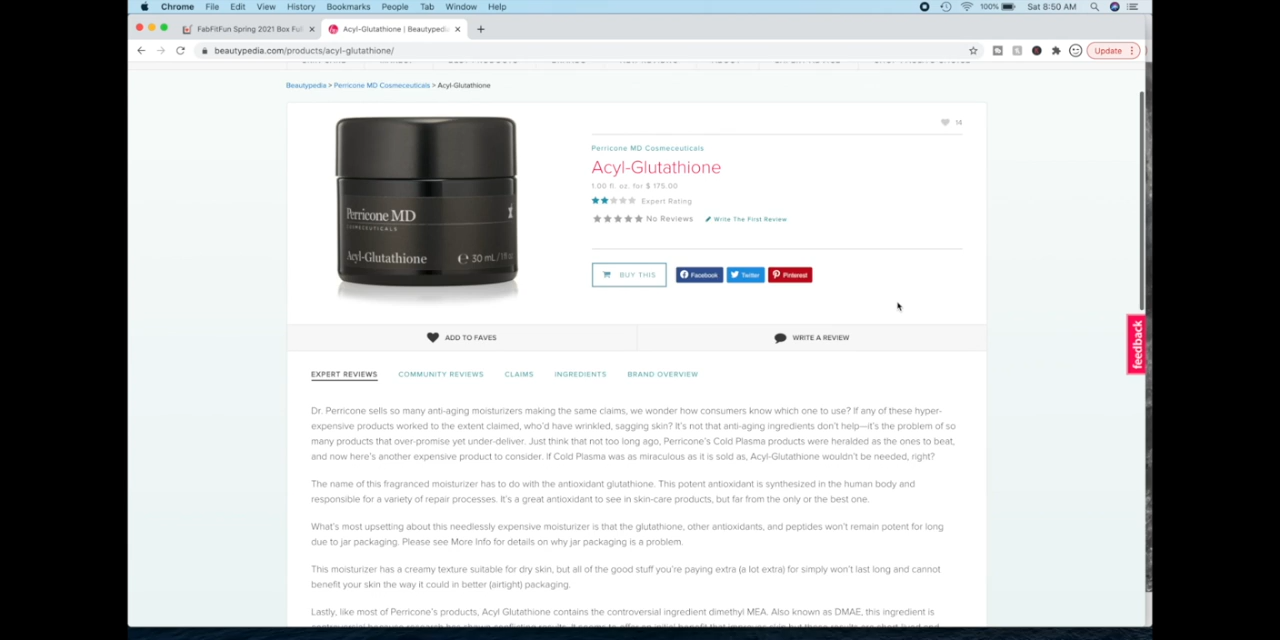 Chrome File Edit View History Bookmarks People Tab Window Help 100% Sat 8:50 AM
FabFitFun Spring 2021 Box Ful Acyl-Glutathione | Beautypedi
beautypedia.com/products/acyl-glutathione/ Update
Beautypedia > Perricone MD Cosmeceuticals > Acyl-Glutathione
14
Perricone MD Cosmeceuticals
Acyl-Glutathione
1.00 fl. oz. for $ 175.00
Expert Rating
No Reviews Write The First Review
Perricone MD
COSMECEUTICALS
Acyl-Glutathione 30 mL/1fl
BUY THIS Facebook Twitter Pinterest
feedback
ADD TO FAVES WRITE A REVIEW
EXPERT REVIEWS COMMUNITY REVIEWS CLAIMS INGREDIENTS BRAND OVERVIEW
Dr. Perricone sells so many anti-aging moisturizers making the same claims, we wonder how consumers know which one to use? If any of these hyper-
expensive products worked to the extent claimed, who'd have wrinkled, sagging skin? It's not that anti-aging ingredients don't help—it's the problem of so
many products that over-promise yet under-deliver. Just think that not too long ago, Perricone's Cold Plasma products were heralded as the ones to beat,
and now here's another expensive product to consider. If Cold Plasma was as miraculous as it is sold as, Acyl-Glutathione wouldn't be needed, right?
The name of this fragranced moisturizer has to do with the antioxidant glutathione. This potent antioxidant is synthesized in the human body and
responsible for a variety of repair processes. It's a great antioxidant to see in skin-care products, but far from the only or the best one.
What's most upsetting about this needlessly expensive moisturizer is that the glutathione, other antioxidants, and peptides won't remain potent for long
due to jar packaging. Please see More Info for details on why jar packaging is a problem.
This moisturizer has a creamy texture suitable for dry skin, but all of the good stuff you're paying extra (a lot extra) for simply won't last long and cannot
benefit your skin the way it could in better (airtight) packaging.
Lastly, like most of Perricone's products, Acyl Glutathione contains the controversial ingredient dimethyl MEA. Also known as DMAE, this ingredient is